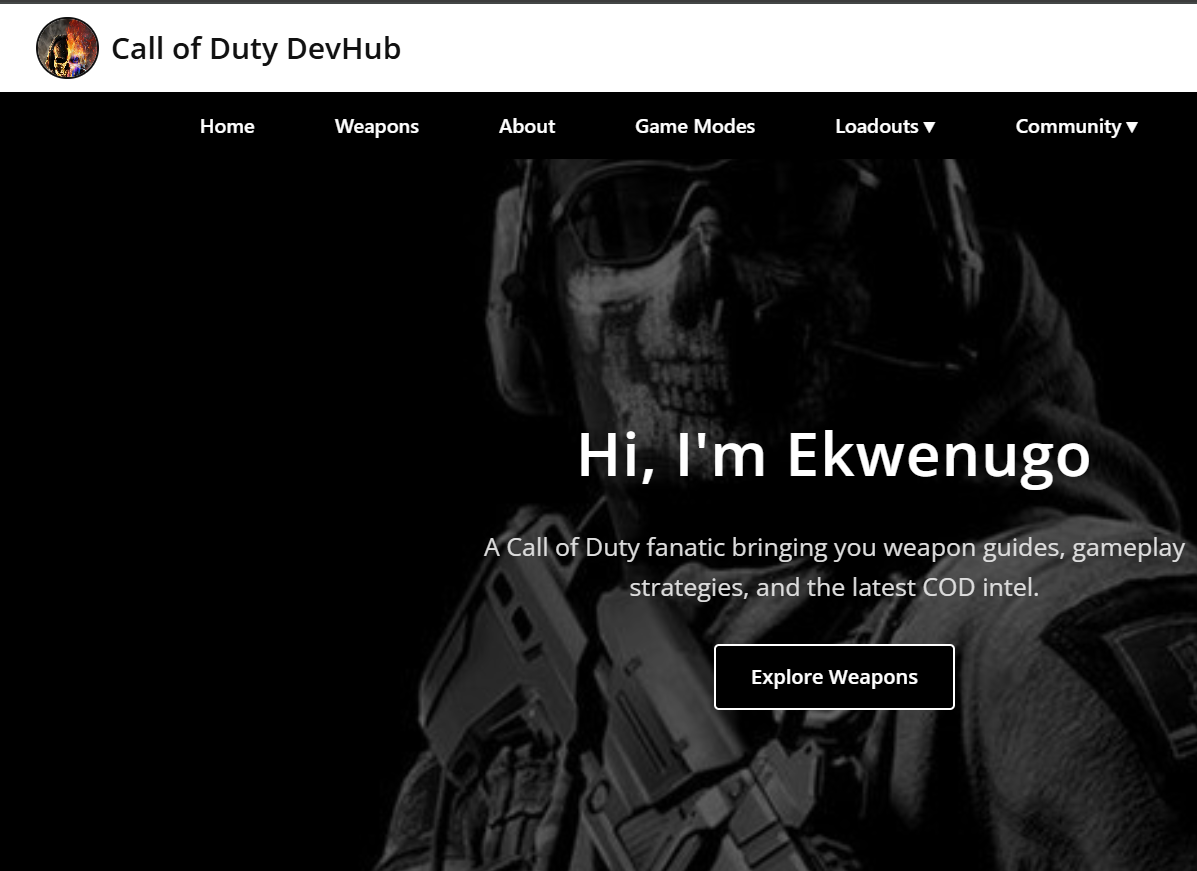 Call of Duty DevHub
Home Weapons About Game Modes Loadouts ▼ Community ▼
Hi, I'm Ekwenugo
A Call of Duty fanatic bringing you weapon guides, gameplay
strategies, and the latest COD intel.
Explore Weapons